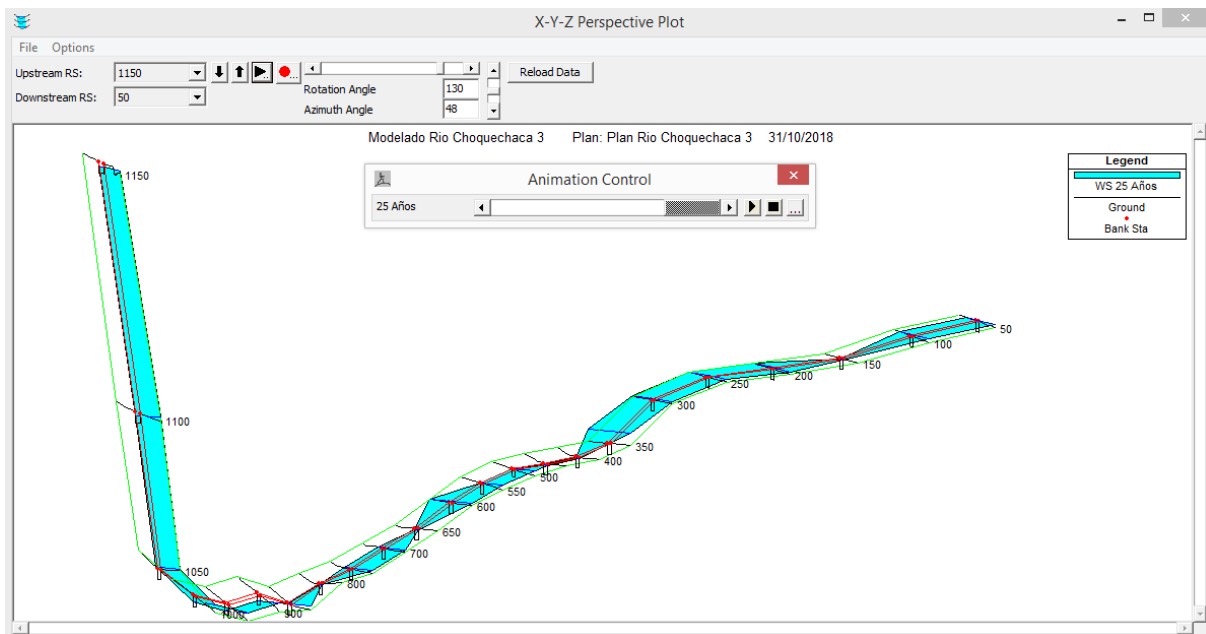 X-Y-Z Perspective Plot
File Options
Upstream RS: 1150
Downstream RS: 50
Rotation Angle 130
Azimuth Angle 48
Reload Data
Modelado Rio Choquechaca 3 Plan: Plan Rio Choquechaca 3 31/10/2018
Animation Control
25 Años
Legend
WS 25 Años
Ground
Bank Sta
1150
1100
1050
1000
900
800
700
650
600
550
500
400
350
300
250
200
150
100
50